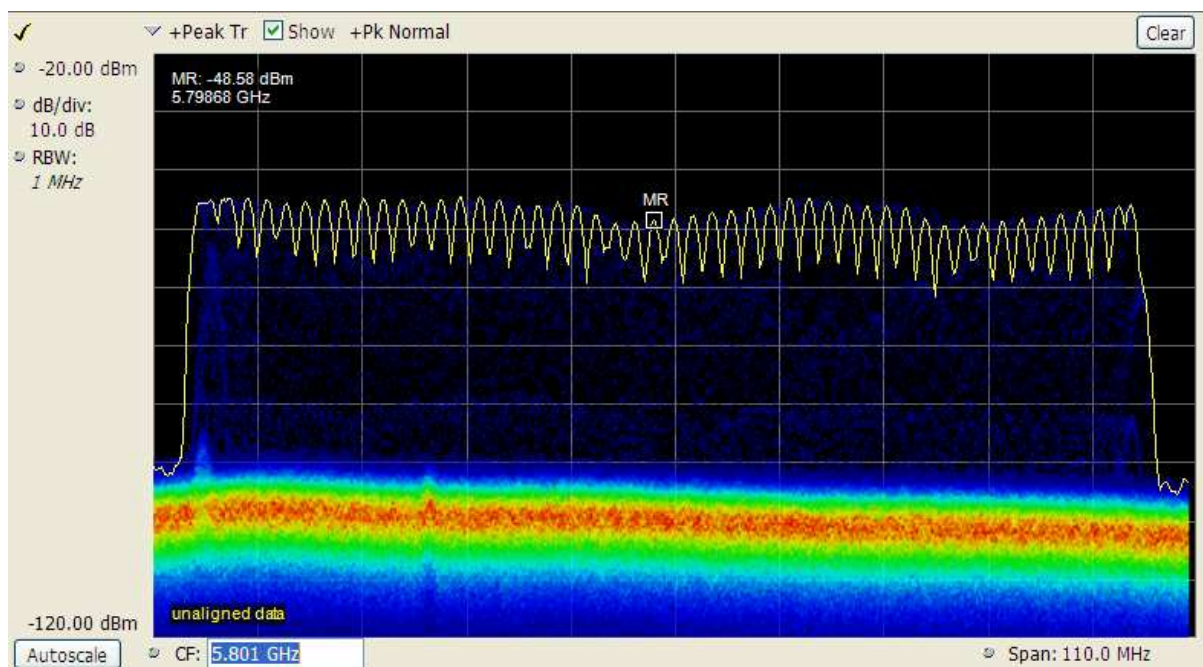 +Peak Tr Show +Pk Normal Clear
-20.00 dBm
dB/div:
10.0 dB
RBW:
1 MHz
MR: -48.58 dBm
5.79868 GHz
MR
unaligned data
-120.00 dBm
Autoscale CF: 5.801 GHz Span: 110.0 MHz